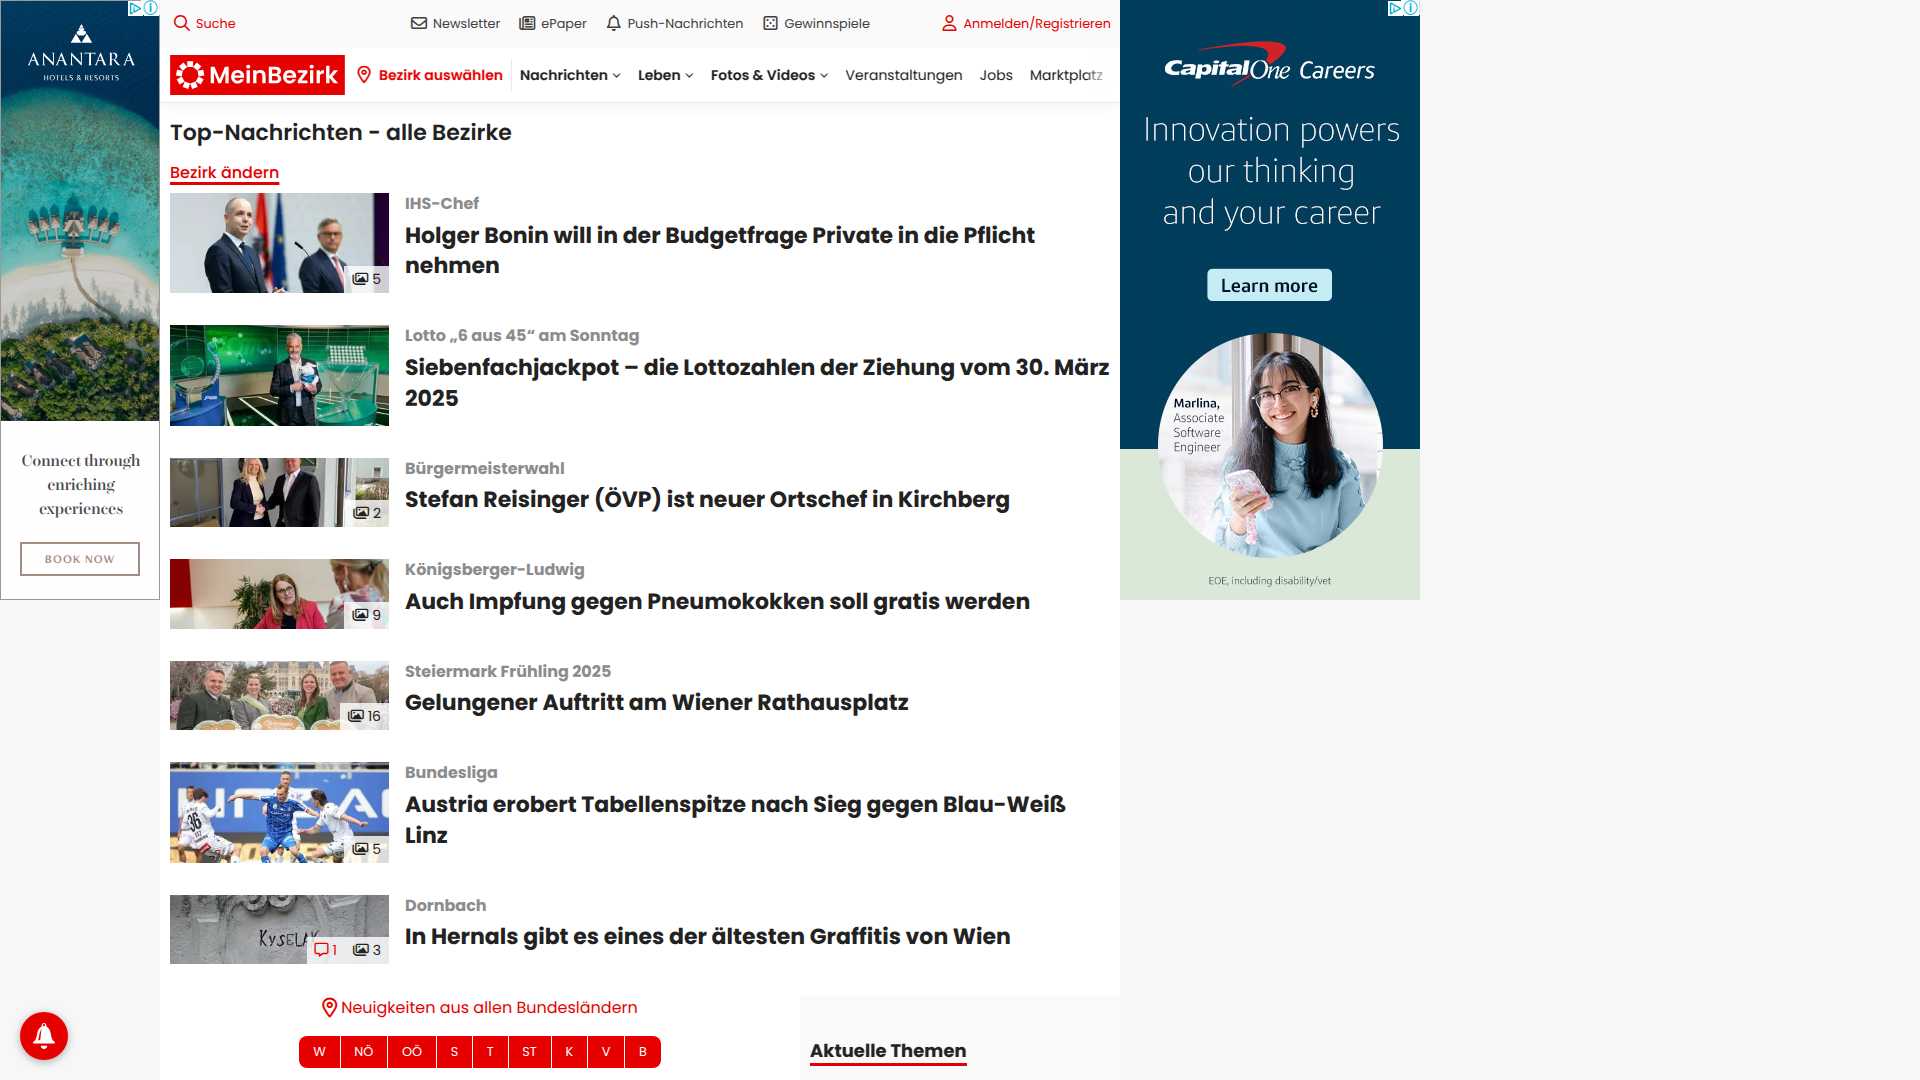 ANANTARA
HOTELS & RESORTS
Connect through
enriching
experiences
BOOK NOW
Suche
Newsletter
ePaper
Push-Nachrichten
Gewinnspiele
Anmelden/Registrieren
MeinBezirk
Bezirk auswählen
Nachrichten
Leben
Fotos & Videos
Veranstaltungen
Jobs
Marktplatz
Top-Nachrichten - alle Bezirke
Bezirk ändern
5
IHS-Chef
Holger Bonin will in der Budgetfrage Private in die Pflicht
nehmen
Lotto „6 aus 45“ am Sonntag
Siebenfachjackpot – die Lottozahlen der Ziehung vom 30. März
2025
2
Bürgermeisterwahl
Stefan Reisinger (ÖVP) ist neuer Ortschef in Kirchberg
9
Königsberger-Ludwig
Auch Impfung gegen Pneumokokken soll gratis werden
16
Steiermark Frühling 2025
Gelungener Auftritt am Wiener Rathausplatz
36
5
Bundesliga
Austria erobert Tabellenspitze nach Sieg gegen Blau-Weiß
Linz
KYSELAK
1
3
Dornbach
In Hernals gibt es eines der ältesten Graffitis von Wien
Neuigkeiten aus allen Bundesländern
W NÖ OÖ S T ST K V B
Aktuelle Themen
CapitalOne Careers
Innovation powers
our thinking
and your career
Learn more
Marlina,
Associate
Software
Engineer
EOE, including disability/vet